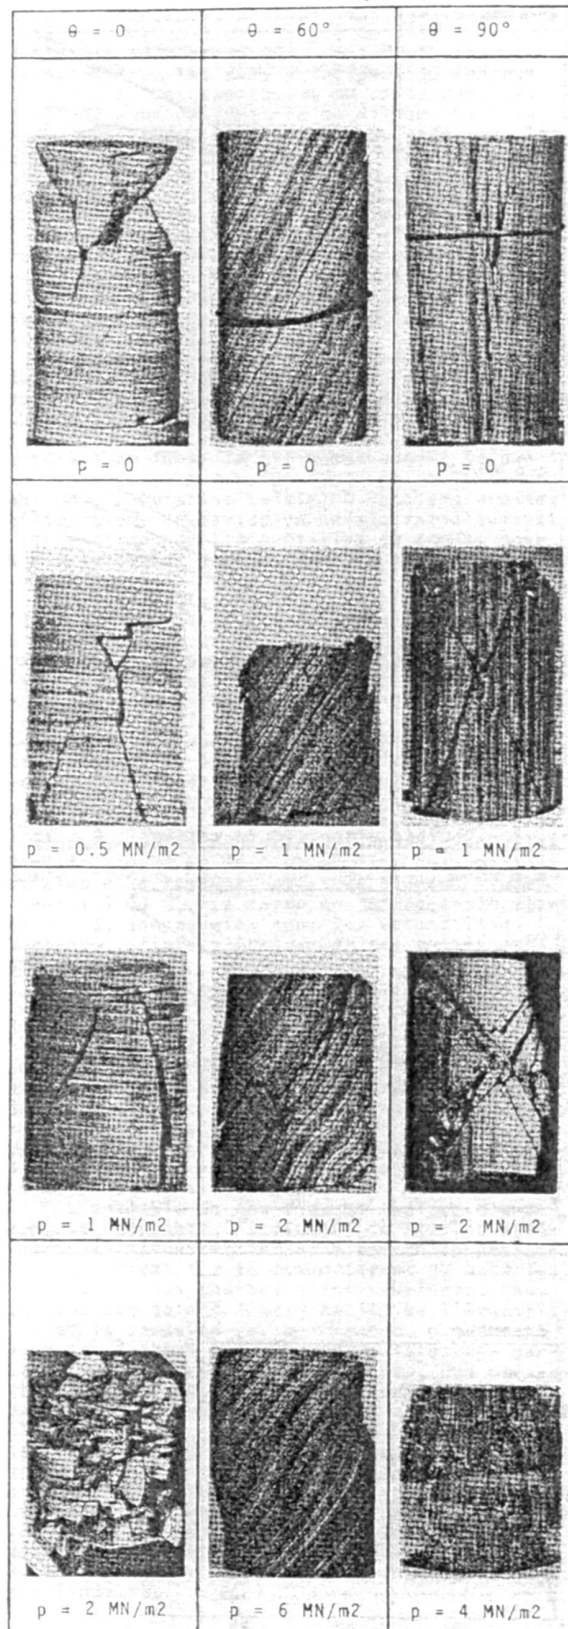 θ = 0 θ = 60° θ = 90°
p = 0 p = 0 p = 0
p = 0.5 MN/m2 p = 1 MN/m2 p = 1 MN/m2
p = 1 MN/m2 p = 2 MN/m2 p = 2 MN/m2
p = 2 MN/m2 p = 6 MN/m2 p = 4 MN/m2